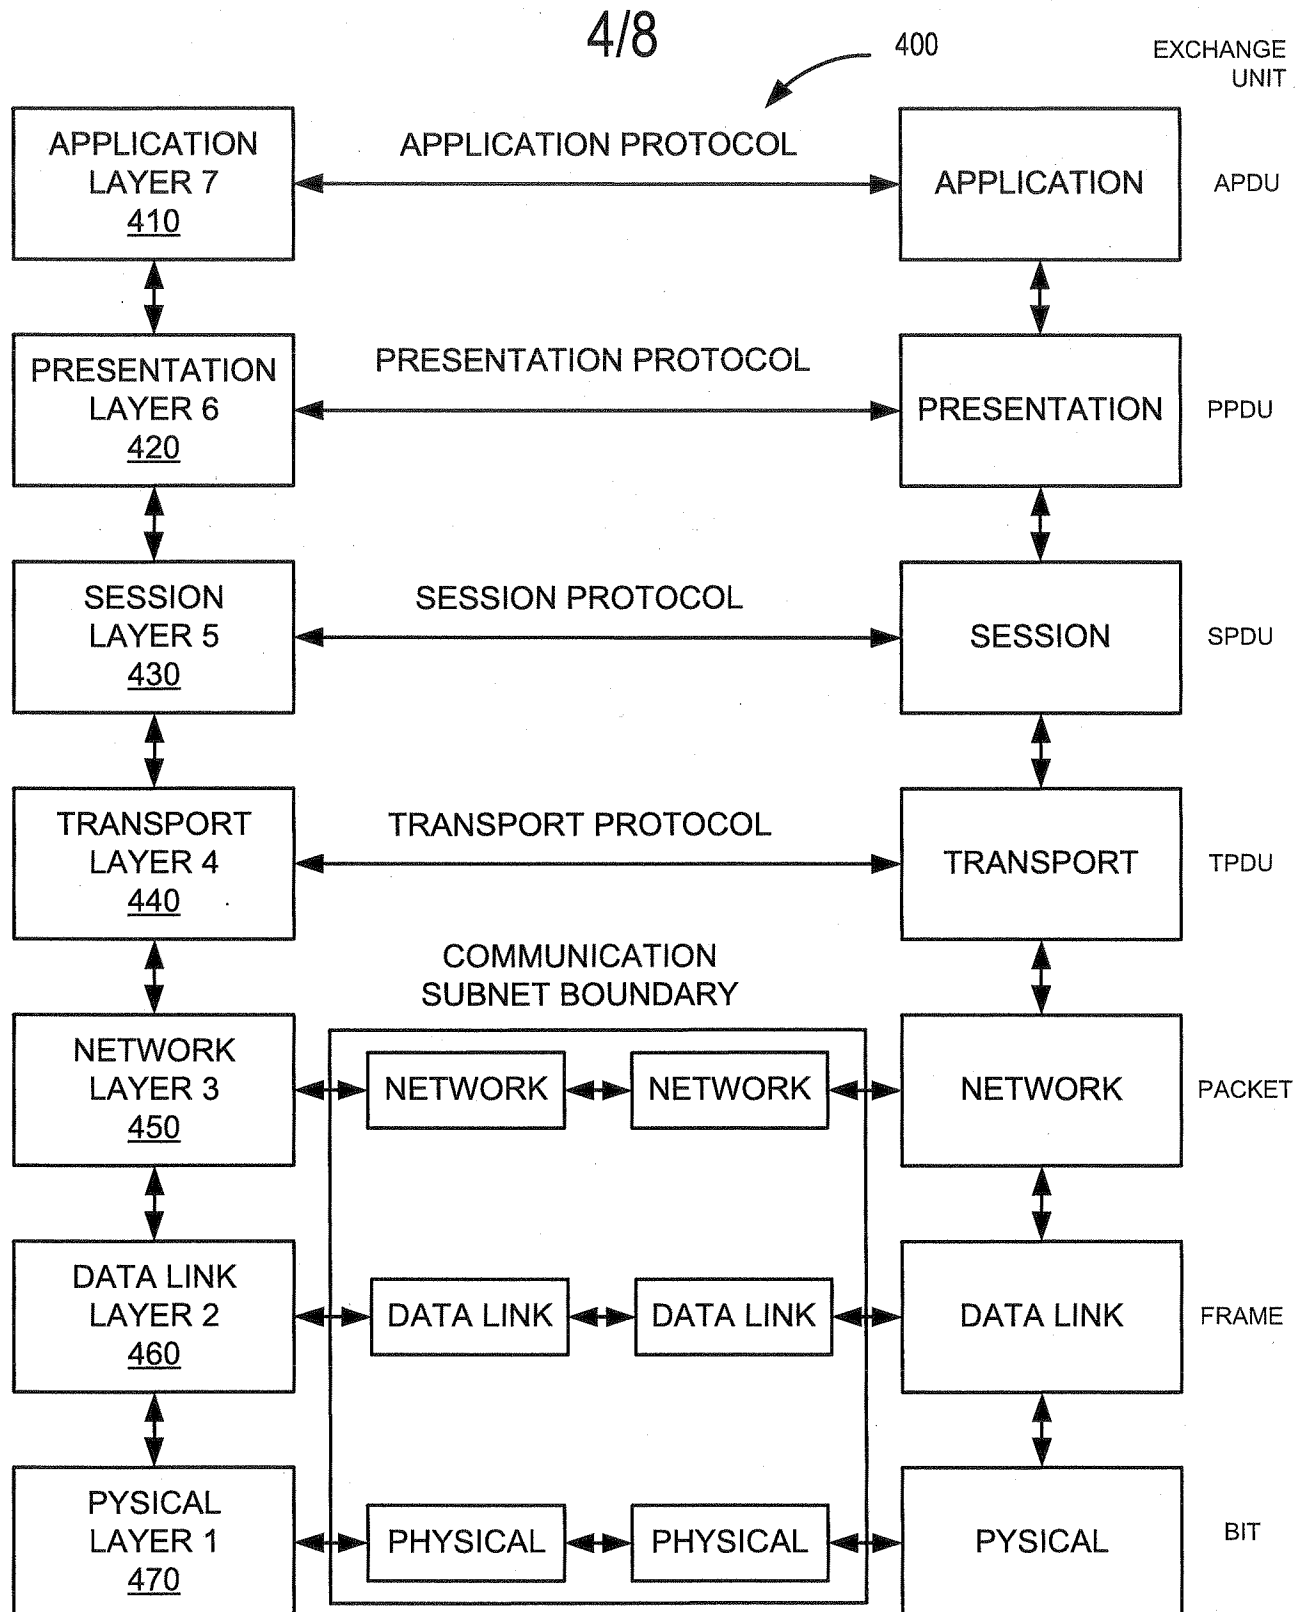 4/8
400
EXCHANGE
UNIT
APPLICATION
LAYER 7
410
APPLICATION PROTOCOL
APPLICATION
APDU
PRESENTATION
LAYER 6
420
PRESENTATION PROTOCOL
PRESENTATION
PPDU
SESSION
LAYER 5
430
SESSION PROTOCOL
SESSION
SPDU
TRANSPORT
LAYER 4
440
TRANSPORT PROTOCOL
TRANSPORT
TPDU
COMMUNICATION
SUBNET BOUNDARY
NETWORK
LAYER 3
450
NETWORK
NETWORK
NETWORK
PACKET
DATA LINK
LAYER 2
460
DATA LINK
DATA LINK
DATA LINK
FRAME
PYSICAL
LAYER 1
470
PHYSICAL
PHYSICAL
PYSICAL
BIT